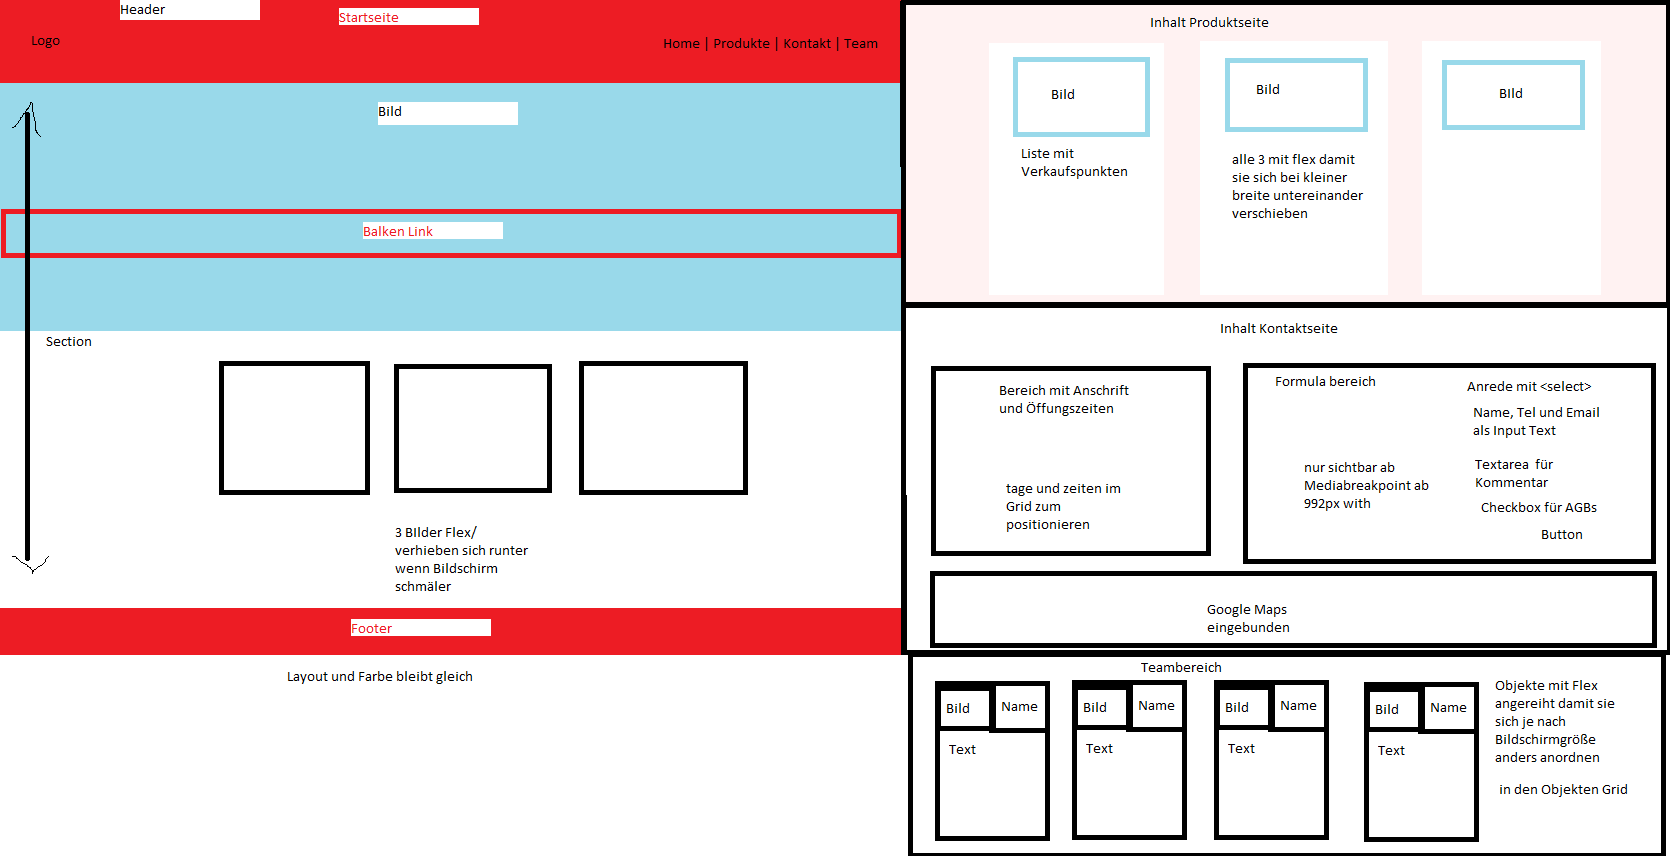 Header
Startseite
Logo
Home | Produkte | Kontakt | Team
Bild
Balken Link
Section
3 BIlder Flex/
verhieben sich runter
wenn Bildschirm
schmäler
Footer
Layout und Farbe bleibt gleich
Inhalt Produktseite
Bild
Liste mit
Verkaufspunkten
Bild
alle 3 mit flex damit
sie sich bei kleiner
breite untereinander
verschieben
BIld
Inhalt Kontaktseite
Bereich mit Anschrift
und Öffungszeiten
tage und zeiten im
Grid zum
positionieren
Formula bereich
nur sichtbar ab
Mediabreakpoint ab
992px with
Anrede mit <select>
Name, Tel und Email
als Input Text
Textarea für
Kommentar
Checkbox für AGBs
Button
Google Maps
eingebunden
Teambereich
Bild
Name
Text
Bild
Name
Text
Bild
Name
Text
Bild
Name
Text
Objekte mit Flex
angereiht damit sie
sich je nach
Bildschirmgröße
anders anordnen
in den Objekten Grid